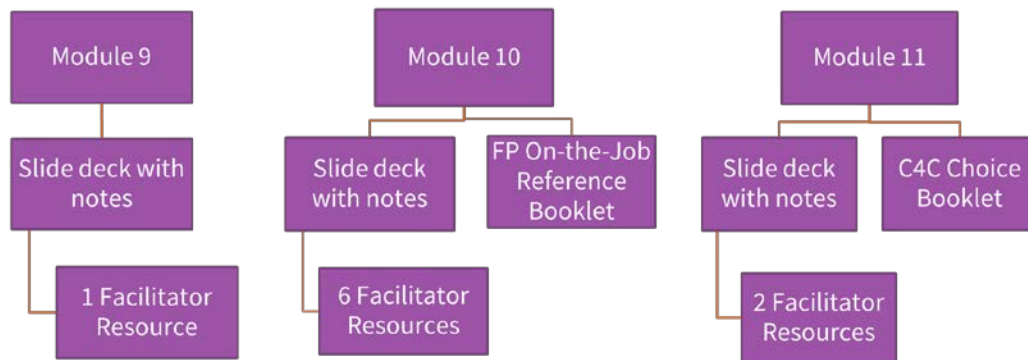 Module 9
Slide deck with
notes
1 Facilitator
Resource
Module 10
Slide deck
with notes
FP On-the-Job
Reference
Booklet
6 Facilitator
Resources
Module 11
Slide deck
with notes
C4C Choice
Booklet
2 Facilitator
Resources